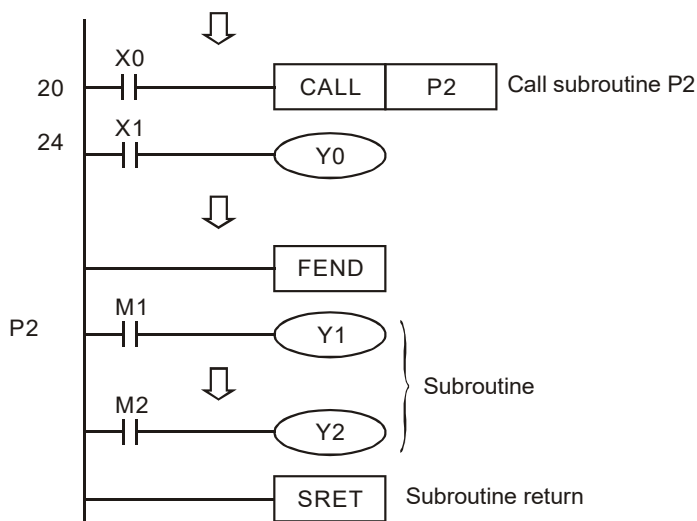 X0
20 CALL P2 Call subroutine P2
X1
24 Y0
FEND
M1
P2 Y1
Subroutine
M2
Y2
SRET Subroutine return